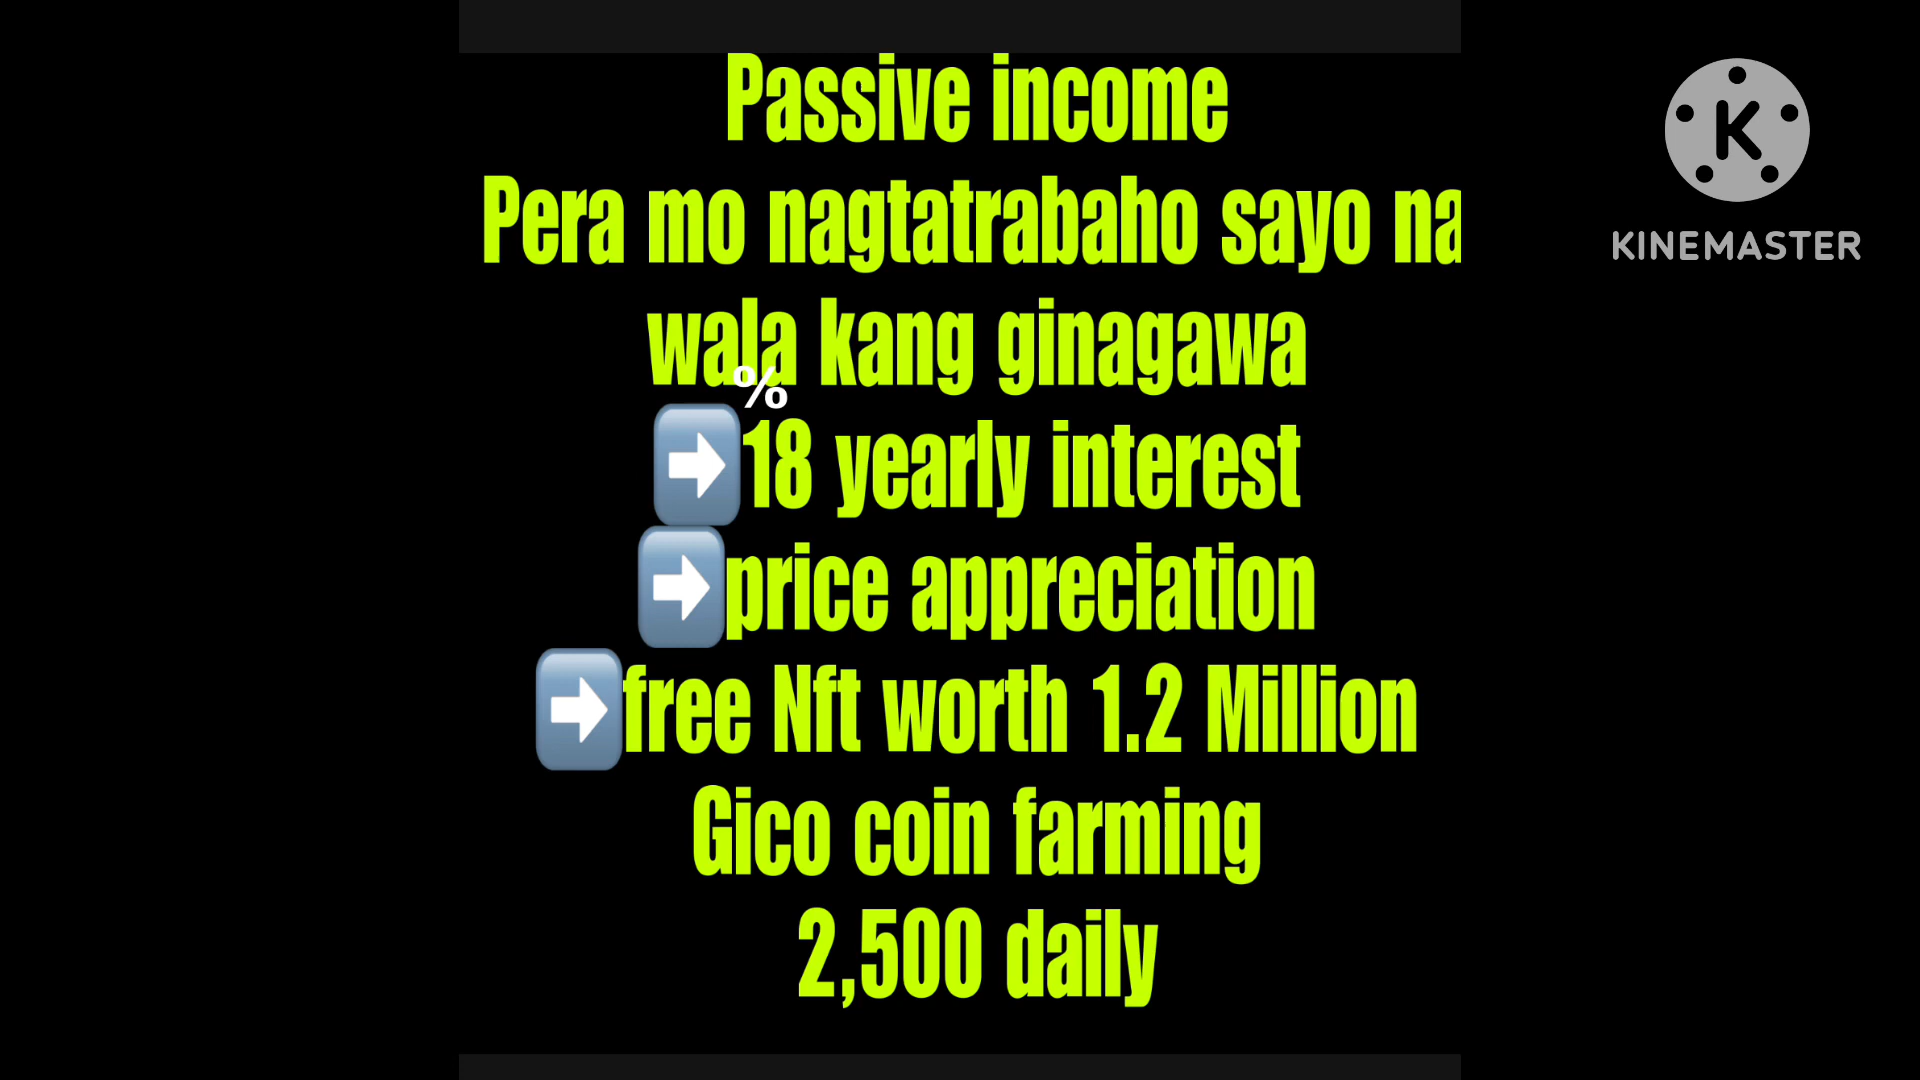 Passive income
Pera mo nagtatrabaho sayo na
wala kang ginagawa
%
➡️18 yearly interest
➡️price appreciation
➡️free Nft worth 1.2 Million
Gico coin farming
2,500 daily
K
KINEMASTER